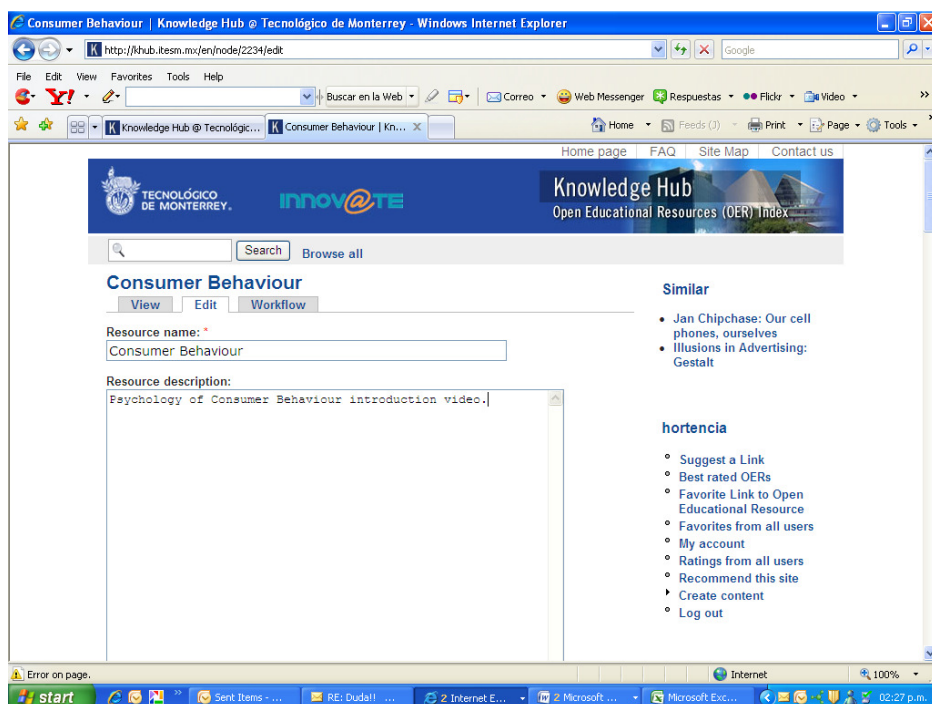 Consumer Behaviour | Knowledge Hub @ Tecnológico de Monterrey - Windows Internet Explorer
http://khub.itesm.mx/en/node/2234/edit
Google
File Edit View Favorites Tools Help
Y! Buscar en la Web Correo Web Messenger Respuestas Flickr Video
Knowledge Hub @ Tecnológic... Consumer Behaviour | Kn... Home Feeds (J) Print Page Tools
Home page FAQ Site Map Contact us
TECNOLÓGICO
DE MONTERREY.
INNOV@TE
Knowledge Hub
Open Educational Resources (OER) Index
Search Browse all
Consumer Behaviour
View Edit Workflow
Resource name: *
Consumer Behaviour
Resource description:
Psychology of Consumer Behaviour introduction video.
Similar
Jan Chipchase: Our cell
phones, ourselves
Illusions in Advertising:
Gestalt
hortencia
Suggest a Link
Best rated OERs
Favorite Link to Open
Educational Resource
Favorites from all users
My account
Ratings from all users
Recommend this site
Create content
Log out
Error on page. Internet 100%
start Sent Items - ... RE: Duda!! ... 2 Internet E... 2 Microsoft ... Microsoft Exc... 02:27 p.m.